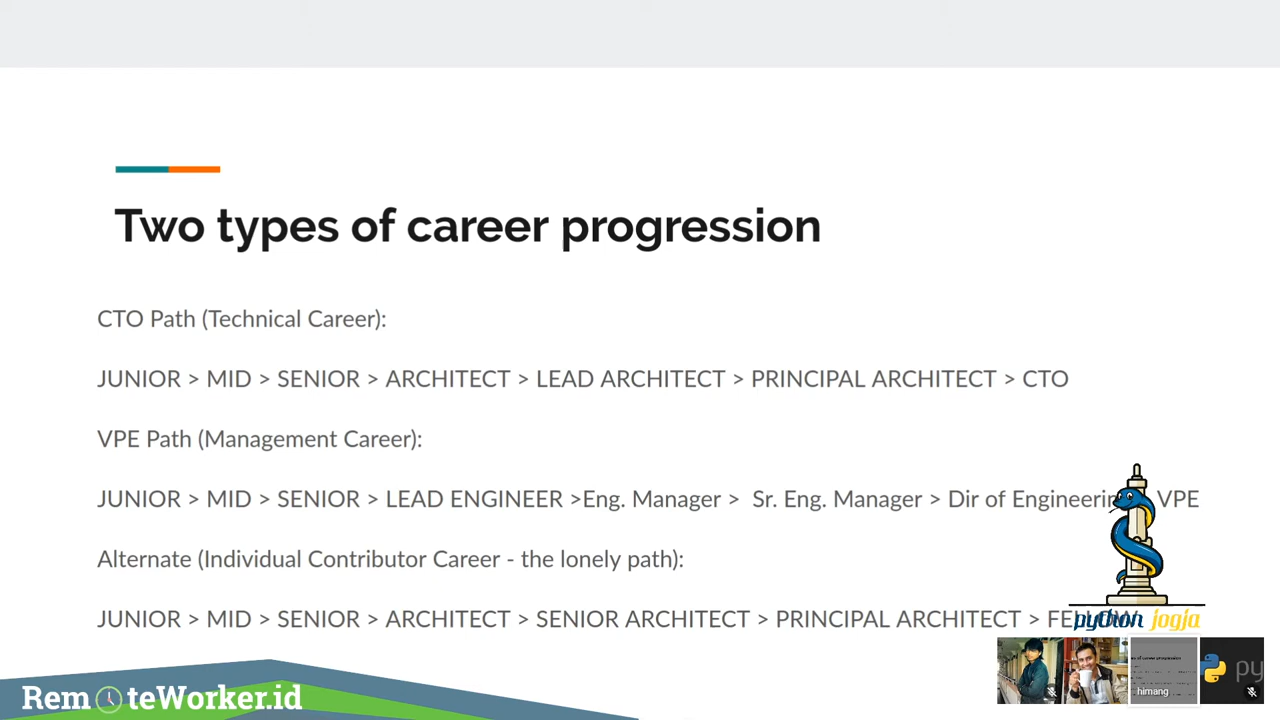 Two types of career progression
CTO Path (Technical Career):
JUNIOR > MID > SENIOR > ARCHITECT > LEAD ARCHITECT > PRINCIPAL ARCHITECT > CTO
VPE Path (Management Career):
JUNIOR > MID > SENIOR > LEAD ENGINEER >Eng. Manager > Sr. Eng. Manager > Dir of VPE
Alternate (Individual Contributor Career - the lonely path):
JUNIOR > MID > SENIOR > ARCHITECT > SENIOR ARCHITECT > PRINCIPAL ARCHITECT >
python jogja
himang
py
RemoteWorker.id